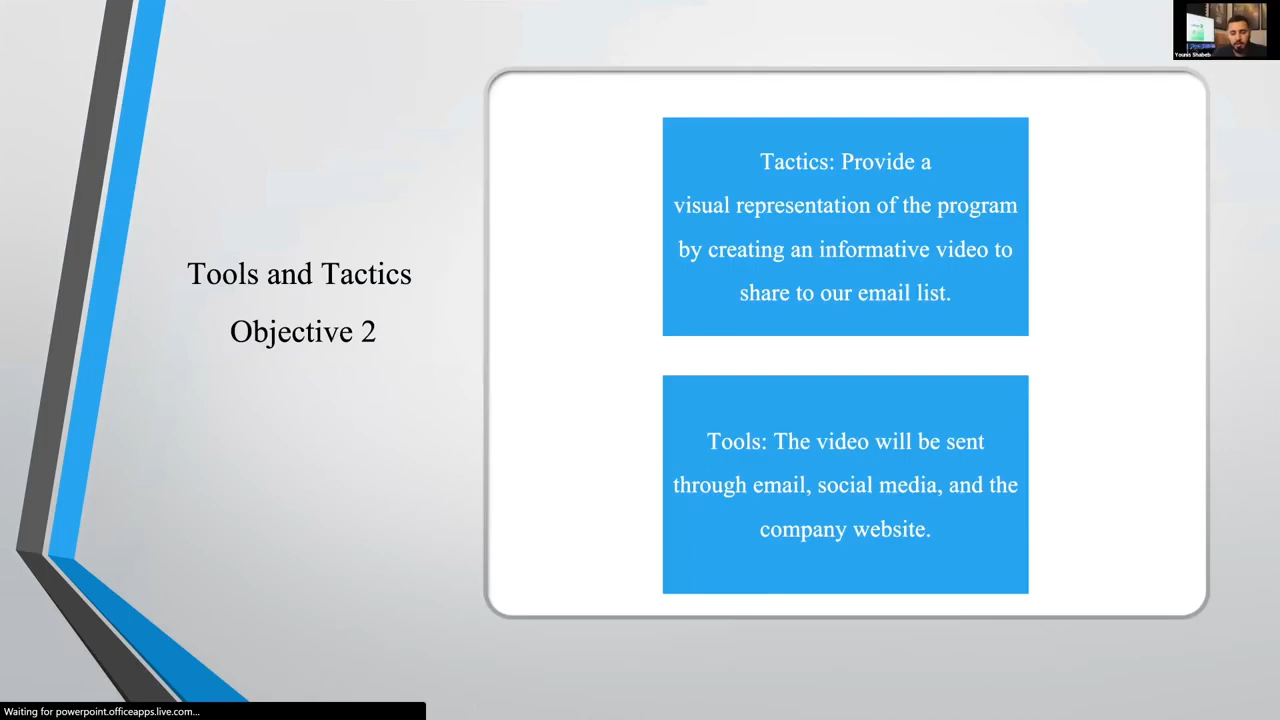 Younis Shabeb
Tools and Tactics
Objective 2
Tactics: Provide a
visual representation of the program
by creating an informative video to
share to our email list.
Tools: The video will be sent
through email, social media, and the
company website.
Waiting for powerpoint.officeapps.live.com...